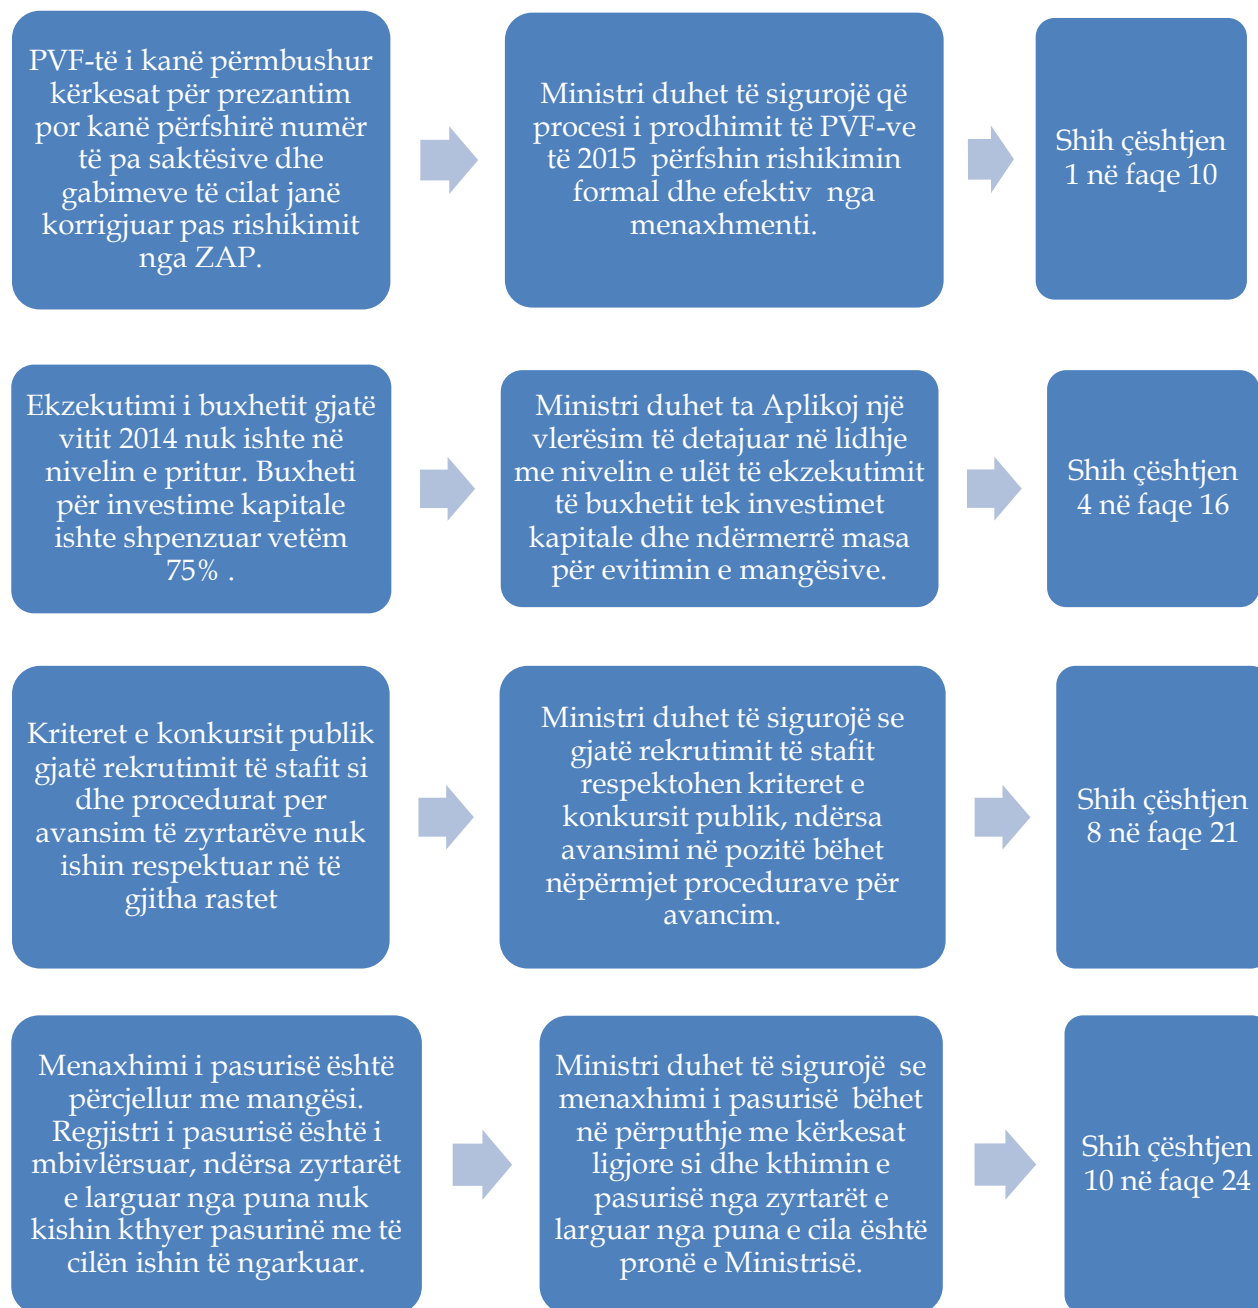 PVF-të i kanë përmbushur
kërkesat për prezantim
por kanë përfshirë numër
të pa saktësive dhe
gabimeve të cilat janë
korrigjuar pas rishikimit
nga ZAP.
Ministri duhet të sigurojë që
procesi i prodhimit të PVF-ve
të 2015 përfshin rishikimin
formal dhe efektiv nga
menaxhmenti.
Shih çështjen
1 në faqe 10
Ekzekutimi i buxhetit gjatë
vitit 2014 nuk ishte në
nivelin e pritur. Buxheti
për investime kapitale
ishte shpenzuar vetëm
75% .
Ministri duhet ta Aplikoj një
vlerësim të detajuar në lidhje
me nivelin e ulët të ekzekutimit
të buxhetit tek investimet
kapitale dhe ndërmerrë masa
për evitimin e mangësive.
Shih çështjen
4 në faqe 16
Kriteret e konkursit publik
gjatë rekrutimit të stafit si
dhe procedurat per
avansim të zyrtarëve nuk
ishin respektuar në të
gjitha rastet
Ministri duhet të sigurojë se
gjatë rekrutimit të stafit
respektohen kriteret e
konkursit publik, ndërsa
avansimi në pozitë bëhet
nëpërmjet procedurave për
avancim.
Shih çështjen
8 në faqe 21
Menaxhimi i pasurisë është
përcjellur me mangësi.
Regjistri i pasurisë është i
mbivlërsuar, ndërsa zyrtarët
e larguar nga puna nuk
kishin kthyer pasurinë me të
cilën ishin të ngarkuar.
Ministri duhet të sigurojë se
menaxhimi i pasurisë bëhet
në përputhje me kërkesat
ligjore si dhe kthimin e
pasurisë nga zyrtarët e
larguar nga puna e cila është
pronë e Ministrisë.
Shih çështjen
10 në faqe 24